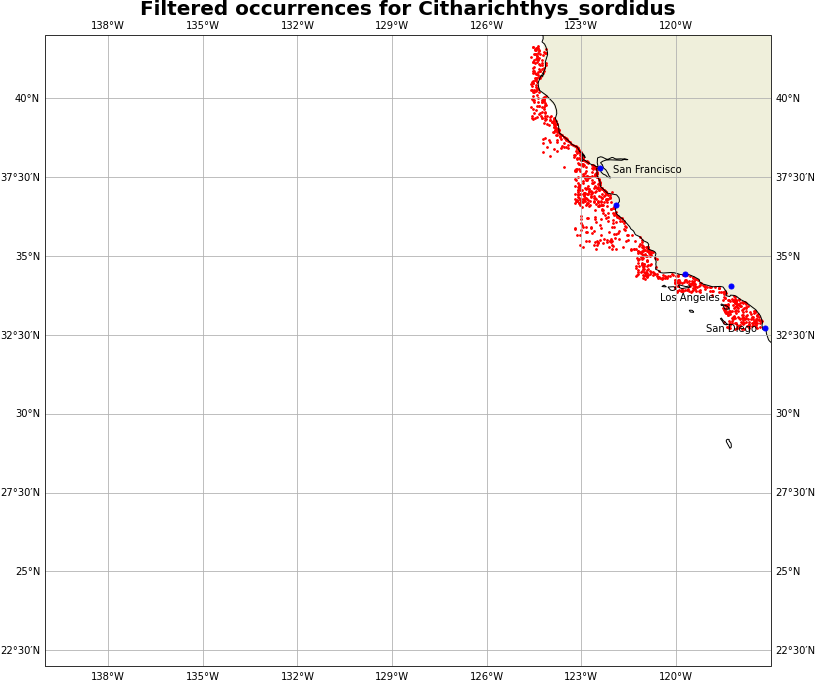 Filtered occurrences for Citharichthys_sordidus
138°W 135°W 132°W 129°W 126°W 123°W 120°W
40°N 40°N
37°30′N San Francisco 37°30′N
35°N 35°N
Los Angeles
32°30′N San Diego 32°30′N
30°N 30°N
27°30′N 27°30′N
25°N 25°N
22°30′N 22°30′N
138°W 135°W 132°W 129°W 126°W 123°W 120°W